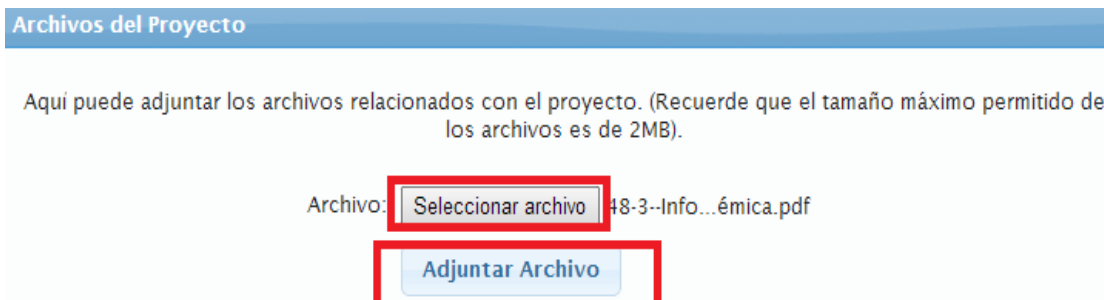 Archivos del Proyecto
Aquí puede adjuntar los archivos relacionados con el proyecto. (Recuerde que el tamaño máximo permitido de
los archivos es de 2MB).
Archivo: Seleccionar archivo 48-3--Info...émica.pdf
Adjuntar Archivo